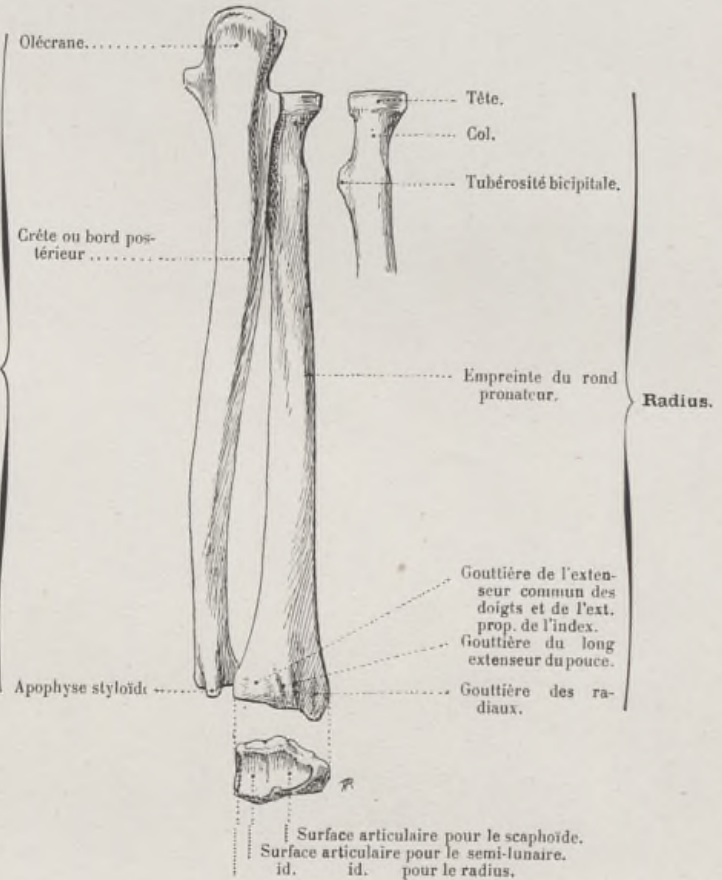 Olécrane
Crête ou bord pos-
térieur
Apophyse styloïde
Tête.
Col.
Tubérosité bicipitale.
Empreinte du rond
pronateur.
Radius.
Gouttière de l'exten-
seur commun des
doigts et de l'ext.
prop. de l'index.
Gouttière du long
extenseur du pouce.
Gouttière des ra-
diaux.
Surface articulaire pour le scaphoïde.
Surface articulaire pour le semi-lunaire.
id. id. pour le radius.